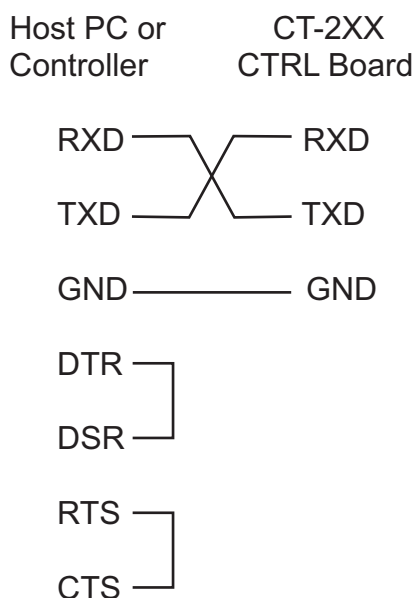 Host PC or CT-2XX
Controller CTRL Board
RXD RXD
TXD TXD
GND GND
DTR
DSR
RTS
CTS